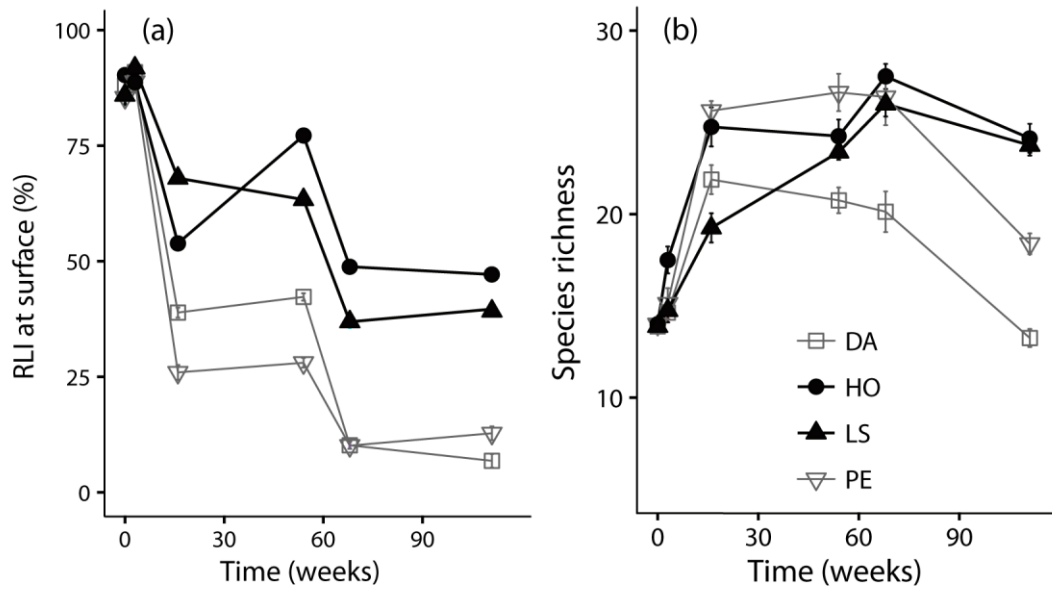 (a)
100
75
50
25
0
RLI at surface (%)
0 30 60 90
Time (weeks)
(b)
30
20
10
Species richness
DA
HO
LS
PE
0 30 60 90
Time (weeks)